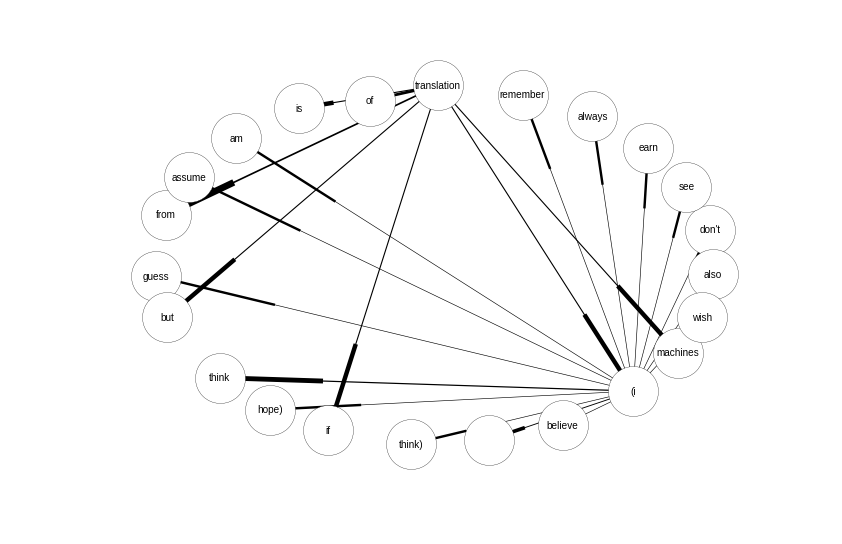 translation
of
is
am
assume
from
guess
but
think
hope)
if
think)
believe
(i
machines
wish
also
don't
see
earn
always
remember